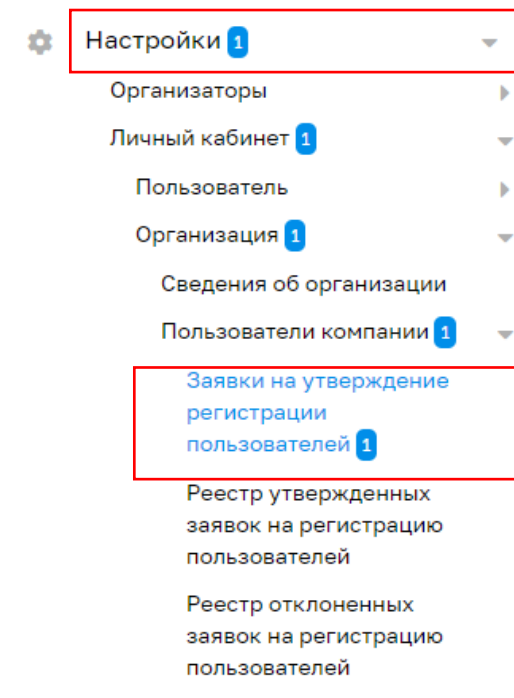 Настройки 1
Организаторы
Личный кабинет 1
Пользователь
Организация 1
Сведения об организации
Пользователи компании 1
Заявки на утверждение
регистрации
пользователей 1
Реестр утвержденных
заявок на регистрацию
пользователей
Реестр отклоненных
заявок на регистрацию
пользователей